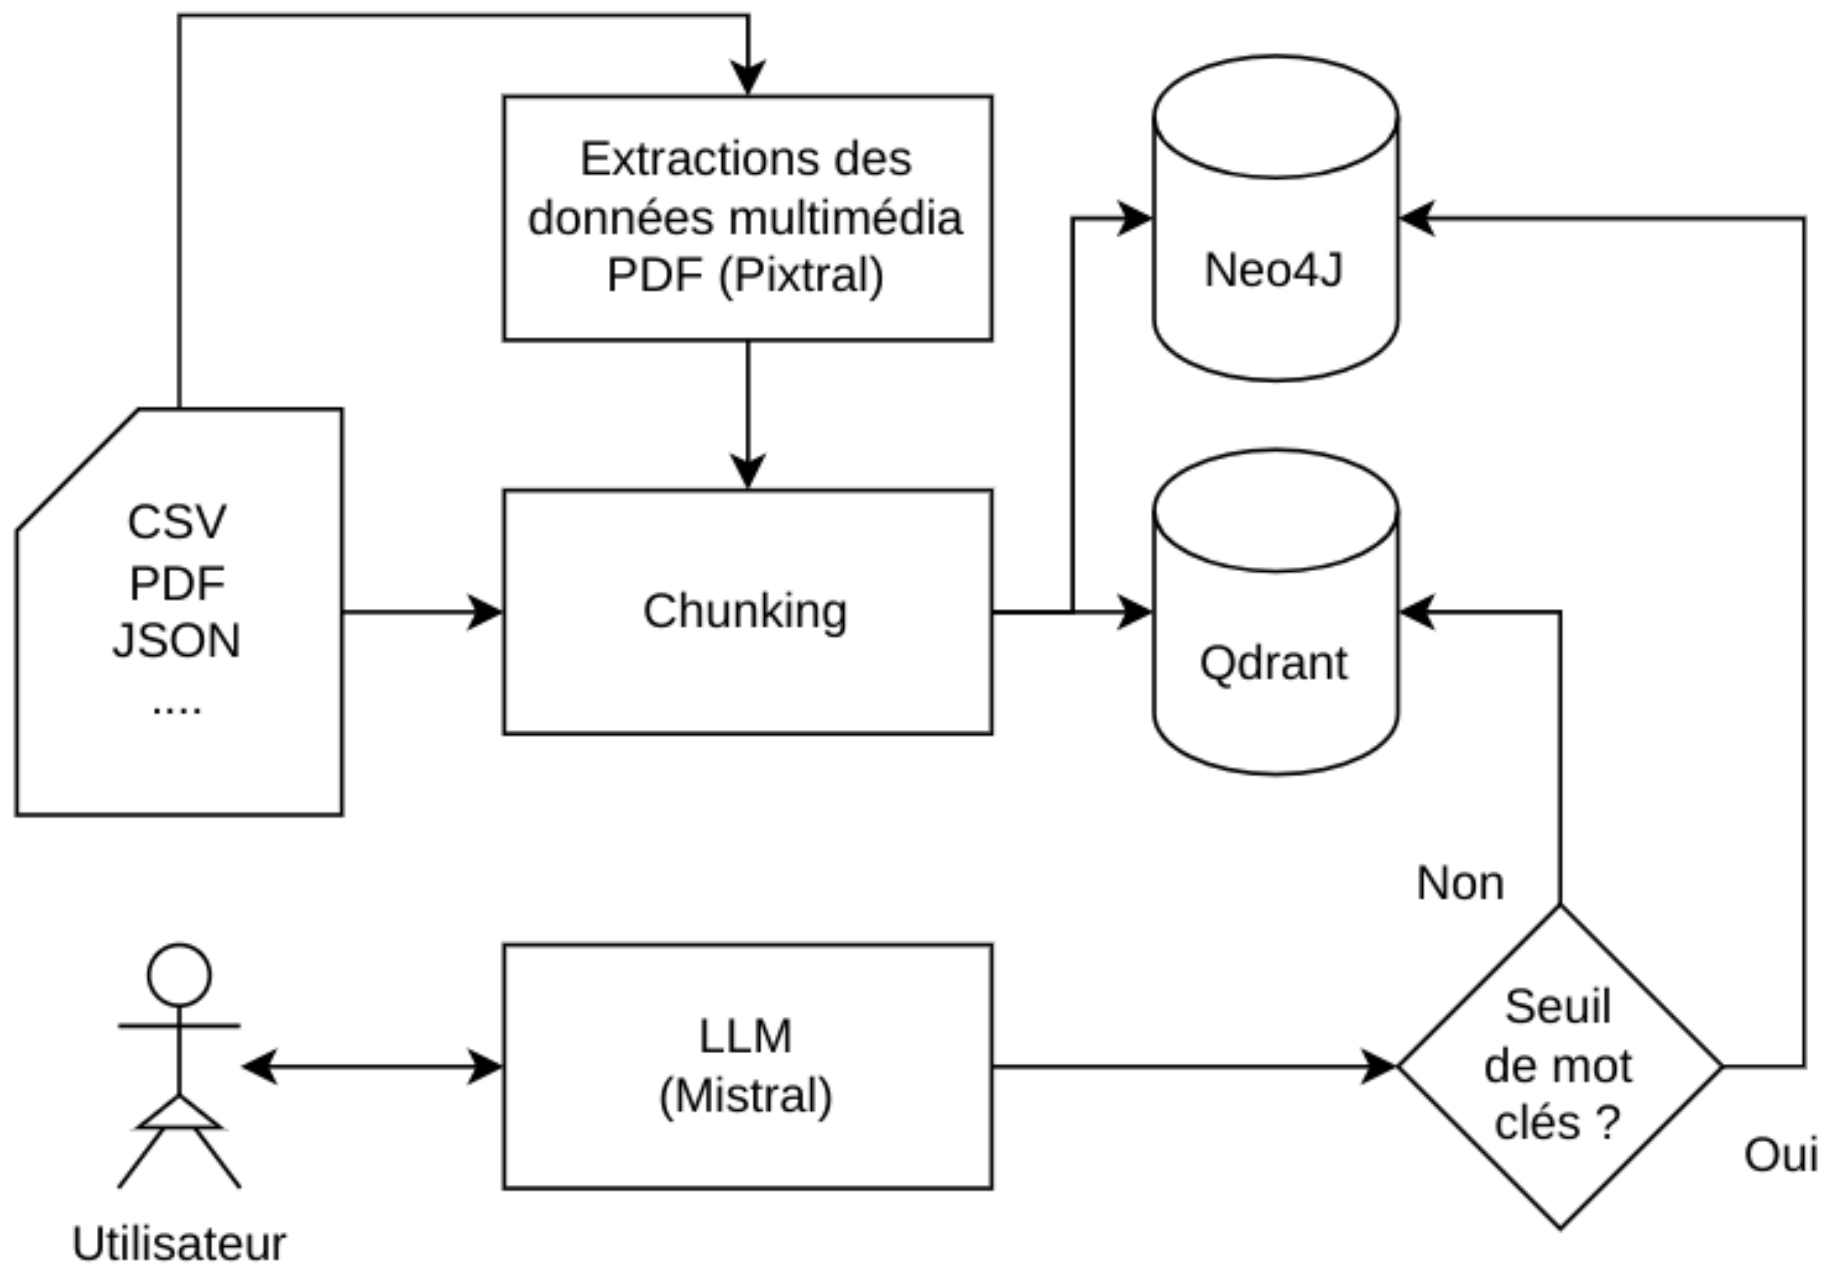 Extractions des
données multimédia
PDF (Pixtral)
Neo4J
CSV
PDF
JSON
....
Chunking
Qdrant
Non
LLM
(Mistral)
Seuil
de mot
clés ?
Oui
Utilisateur